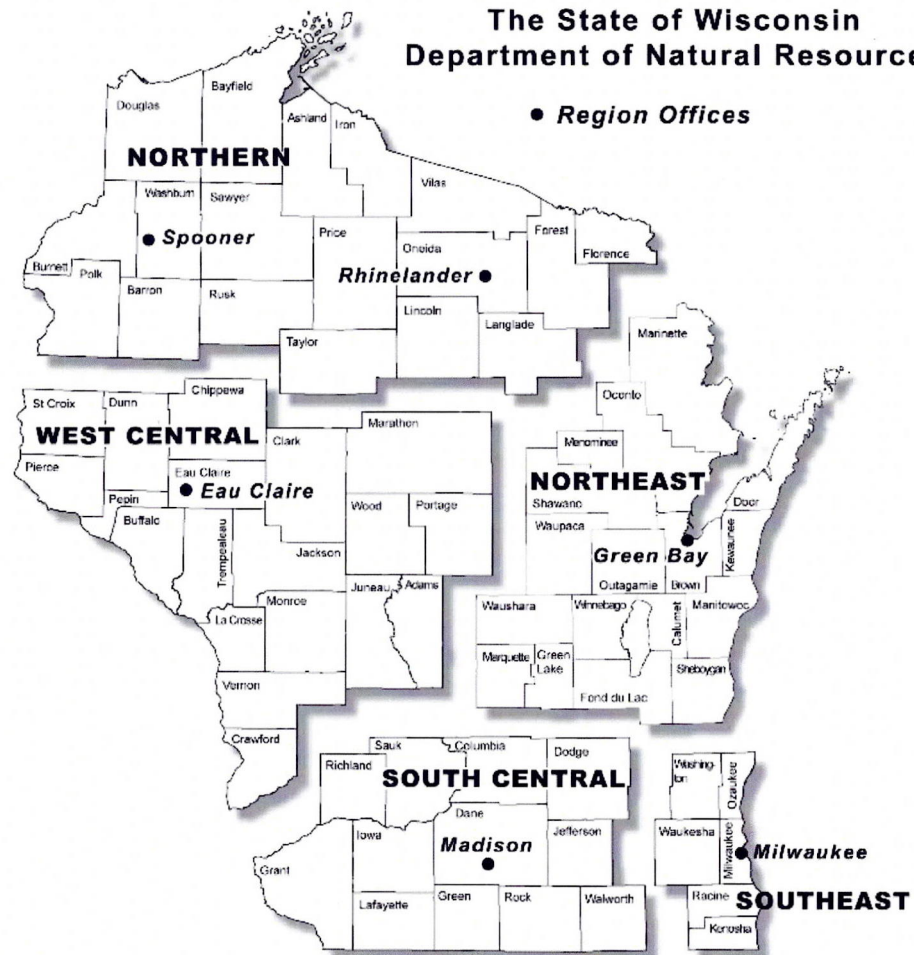 The State of Wisconsin
Department of Natural Resource
Region Offices
Bayfield
Douglas
Ashland
Iron
NORTHERN
Vilas
Washburn
Sawyer
Price
Forest
Spooner
Oneida
Florence
Burnett
Polk
Rhinelander
Barron
Rusk
Lincoln
Langlade
Taylor
Marinette
Chippewa
St Croix
Dunn
Oconto
WEST CENTRAL
Clark
Marathon
Menominee
Pierce
Eau Claire
Eau Claire
NORTHEAST
Pepin
Buffalo
Wood
Portage
Shawano
Door
Waupaca
Trempealeau
Jackson
Green Bay
Kewaunee
Juneau
Adams
Outagamie
Brown
Monroe
Waushara
Winnebago
Calumet
Manitowoc
La Crosse
Marquette
Green
Lake
Sheboygan
Vernon
Fond du Lac
Crawford
Sauk
Columbia
Dodge
Richland
SOUTH CENTRAL
Washing-
ton
Ozaukee
Dane
Iowa
Jefferson
Waukesha
Milwaukee
Madison
Milwaukee
Grant
Lafayette
Green
Rock
Walworth
Racine
SOUTHEAST
Kenosha